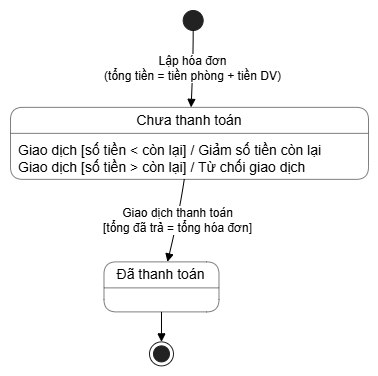 Lập hóa đơn
(tổng tiền = tiền phòng + tiền DV)
Chưa thanh toán
Giao dịch [số tiền < còn lại] / Giảm số tiền còn lại
Giao dịch [số tiền > còn lại] / Từ chối giao dịch
Giao dịch thanh toán
[tổng đã trả = tổng hóa đơn]
Đã thanh toán